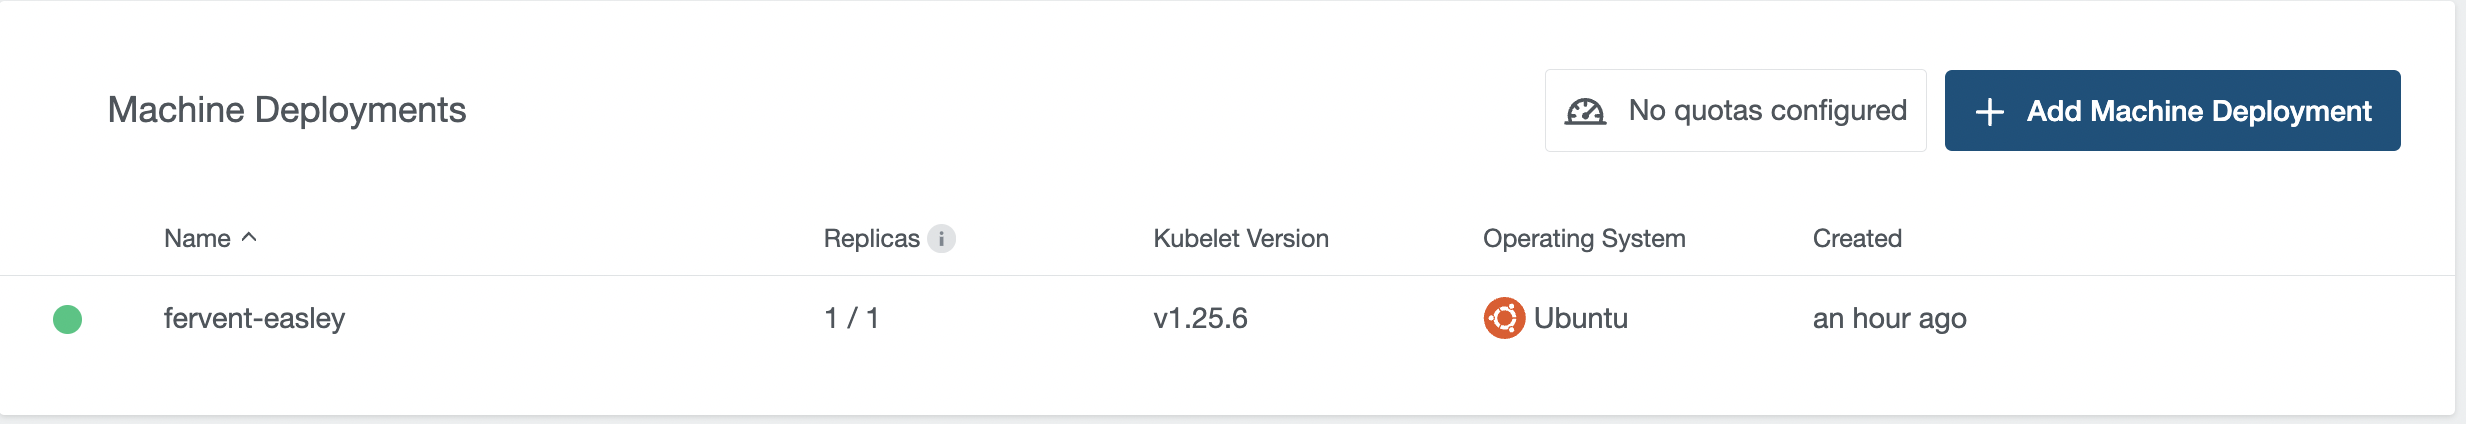 Machine Deployments
No quotas configured
Add Machine Deployment
Name Replicas i Kubelet Version Operating System Created
fervent-easley 1 / 1 v1.25.6 Ubuntu an hour ago